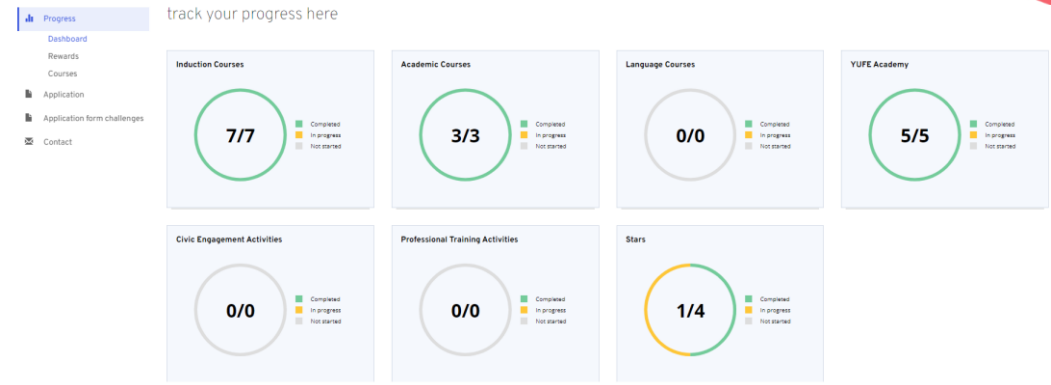 track your progress here
Progress
Dashboard
Rewards
Courses
Application
Application form challenges
Contact
Induction Courses
7/7
Completed
In progress
Not started
Academic Courses
3/3
Completed
In progress
Not started
Language Courses
0/0
Completed
In progress
Not started
YUFE Academy
5/5
Completed
In progress
Not started
Civic Engagement Activities
0/0
Completed
In progress
Not started
Professional Training Activities
0/0
Completed
In progress
Not started
Stars
1/4
Completed
In progress
Not started